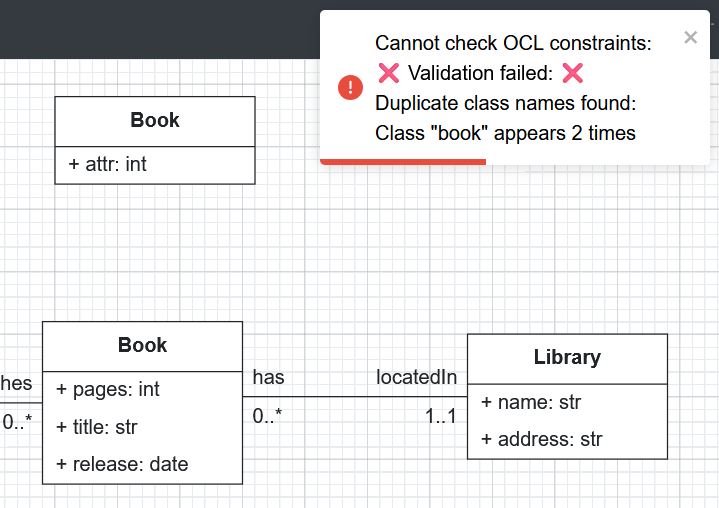 Cannot check OCL constraints:
❌ Validation failed: ❌
Duplicate class names found:
Class "book" appears 2 times
Book
+ attr: int
Book
+ pages: int
+ title: str
+ release: date
hes
0..*
has
0..*
locatedIn
1..1
Library
+ name: str
+ address: str